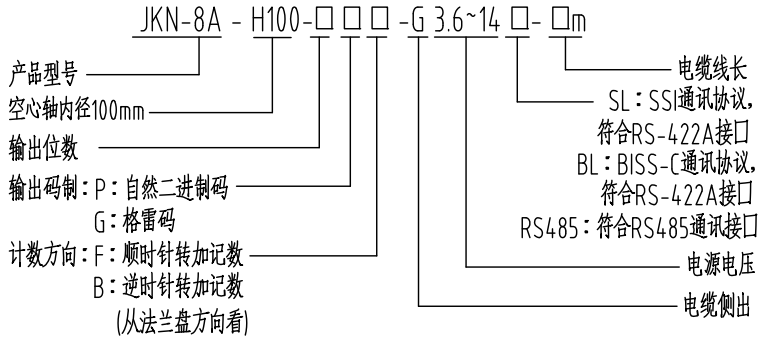 JKN-8A - H100-□ □ □ -G 3.6~14 □- □m
产品型号
空心轴内径100mm
输出位数
输出码制：P：自然二进制码
G：格雷码
计数方向：F：顺时针转加记数
B：逆时针转加记数
(从法兰盘方向看)
电缆线长
SL：SSI通讯协议，
符合RS-422A接口
BL：BISS-C通讯协议，
符合RS-422A接口
RS485：符合RS485通讯接口
电源电压
电缆侧出